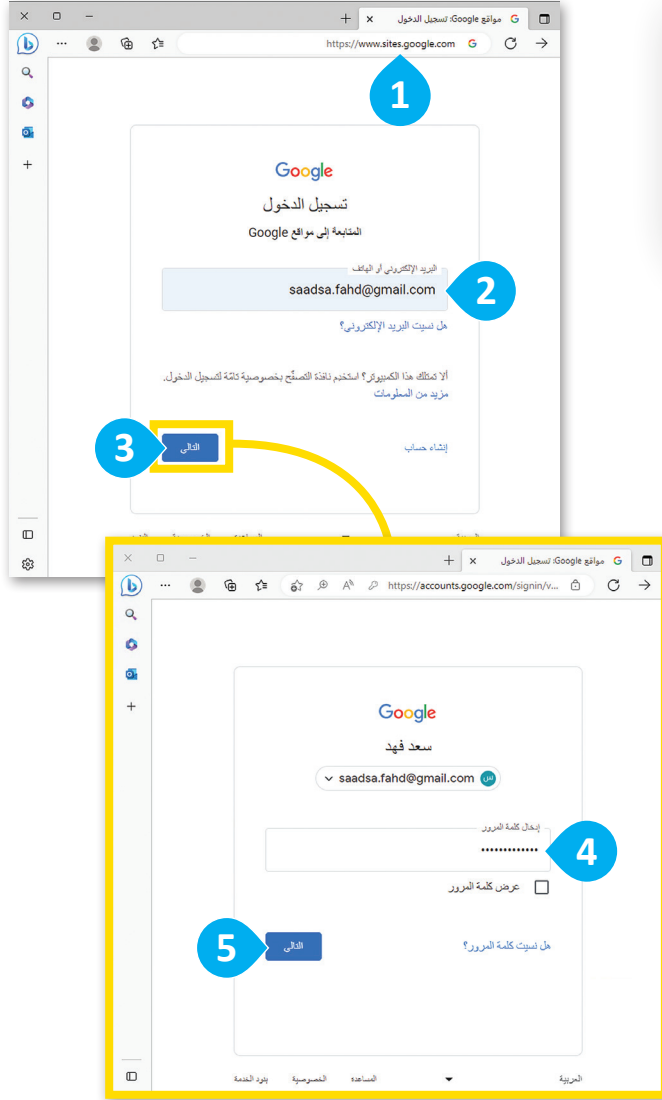 مواقع Google: تسجيل الدخول
https://www.sites.google.com
1
Google
تسجيل الدخول
المتابعة إلى مواقع Google
البريد الإلكتروني أو الهاتف
saadsa.fahd@gmail.com
2
هل نسيت البريد الإلكتروني؟
ألا تمتلك هذا الكمبيوتر؟ استخدِم نافذة التصفُّح بخصوصية تامّة لتسجيل الدخول.
مزيد من المعلومات
إنشاء حساب
التالي
3
مواقع Google: تسجيل الدخول
https://accounts.google.com/signin/v...
Google
سعد فهد
س saadsa.fahd@gmail.com
إدخال كلمة المرور
•••••••••••••
4
عرض كلمة المرور
هل نسيت كلمة المرور؟
التالي
5
العربية
المساعدة
الخصوصية
بنود الخدمة